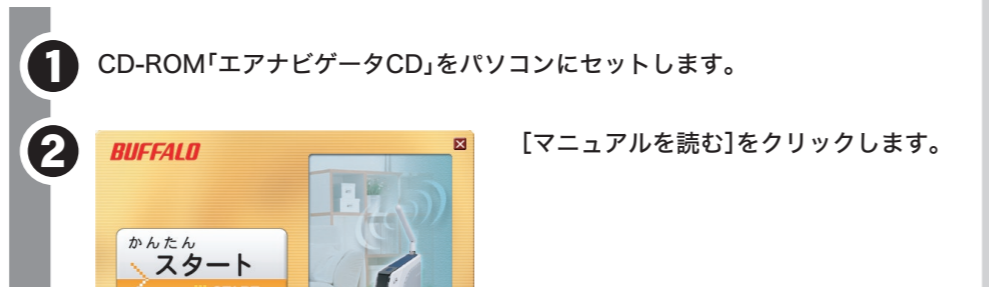 1 CD-ROM「エアナビゲータCD」をパソコンにセットします。
2 [マニュアルを読む]をクリックします。
BUFFALO
かんたん
スタート